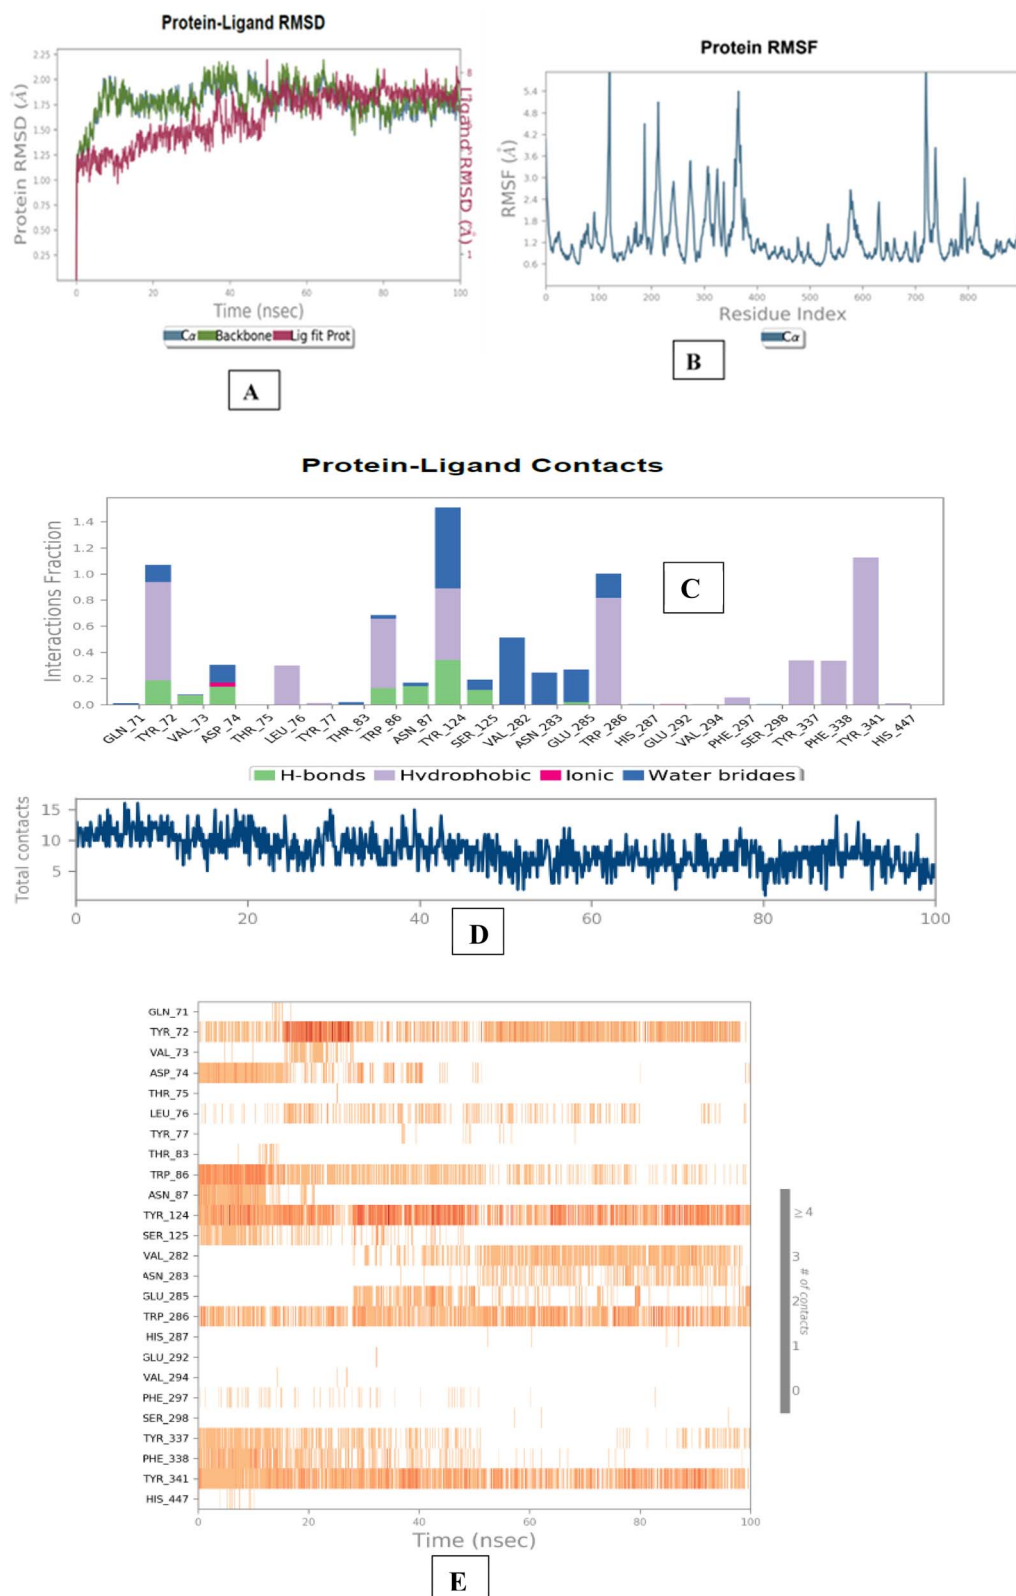 Protein-Ligand RMSD
Protein RMSD (Å)
2.25
2.00
1.75
1.50
1.25
1.00
0.75
0.50
0.25
8
1
Ligand RMSD (Å)
0 20 40 60 80 100
Time (nsec)
Cα Backbone Lig fit Prot
A
Protein RMSF
RMSF (Å)
5.4
4.8
4.2
3.6
3.0
2.4
1.8
1.2
0.6
0 100 200 300 400 500 600 700 800
Residue Index
Cα
B
Protein-Ligand Contacts
Interactions Fraction
1.4
1.2
1.0
0.8
0.6
0.4
0.2
0.0
C
GLN_71 TYR_72 VAL_73 ASP_74 THR_75 LEU_76 TYR_77 THR_83 TRP_86 ASN_87 TYR_124 SER_125 VAL_282 ASN_283 GLU_285 TRP_286 HIS_287 GLU_292 VAL_294 PHE_297 SER_298 TYR_337 PHE_338 TYR_341 HIS_447
H-bonds Hydrophobic Ionic Water bridges
Total contacts
15
10
5
0 20 40 60 80 100
D
GLN_71
TYR_72
VAL_73
ASP_74
THR_75
LEU_76
TYR_77
THR_83
TRP_86
ASN_87
TYR_124
SER_125
VAL_282
ASN_283
GLU_285
TRP_286
HIS_287
GLU_292
VAL_294
PHE_297
SER_298
TYR_337
PHE_338
TYR_341
HIS_447
≥4
3
2
1
0
# of contacts
0 20 40 60 80 100
Time (nsec)
E